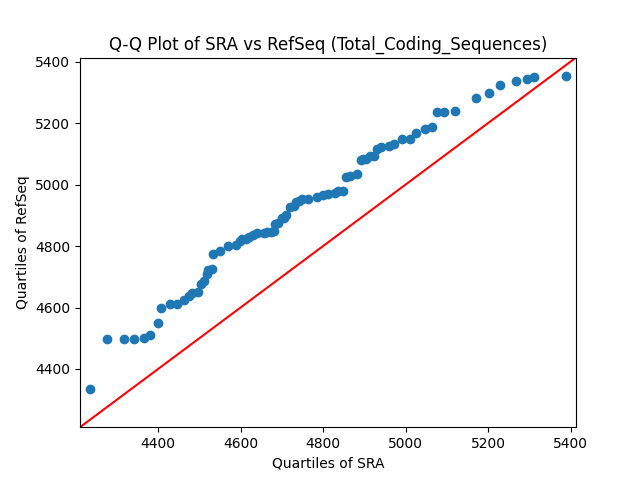 Q-Q Plot of SRA vs RefSeq (Total_Coding_Sequences)
5400
5200
5000
4800
4600
4400
Quartiles of RefSeq
4400 4600 4800 5000 5200 5400
Quartiles of SRA